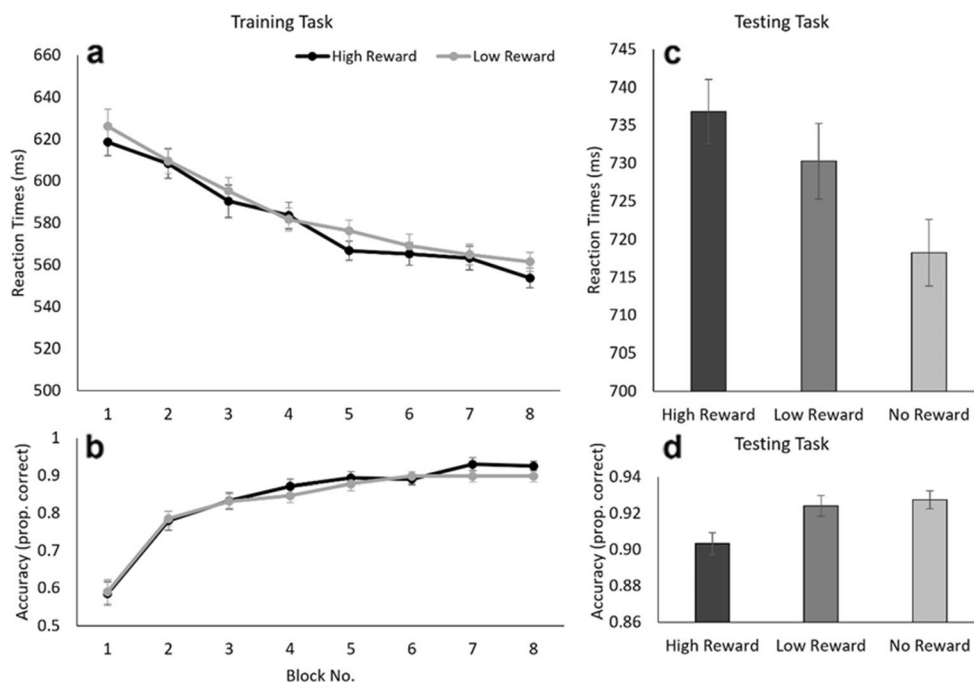 Training Task
a
High Reward
Low Reward
Reaction Times (ms)
660
640
620
600
580
560
540
520
500
1 2 3 4 5 6 7 8
b
Accuracy (prop. correct)
1
0.9
0.8
0.7
0.6
0.5
1 2 3 4 5 6 7 8
Block No.
Testing Task
c
Reaction Times (ms)
745
740
735
730
725
720
715
710
705
700
High Reward Low Reward No Reward
Testing Task
d
Accuracy (prop. correct)
0.94
0.92
0.90
0.88
0.86
High Reward Low Reward No Reward